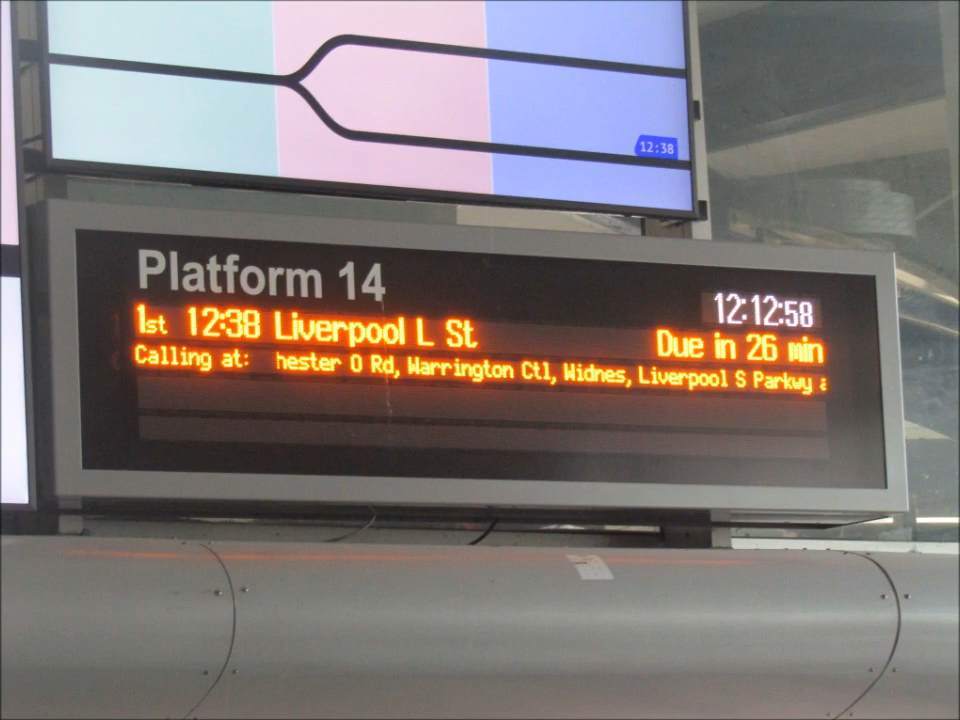 12:38
Platform 14
12:12:58
1st 12:38 Liverpool L St
Due in 26 min
Calling at: hester O Rd, Warrington Ctl, Widnes, Liverpool S Parkwy a